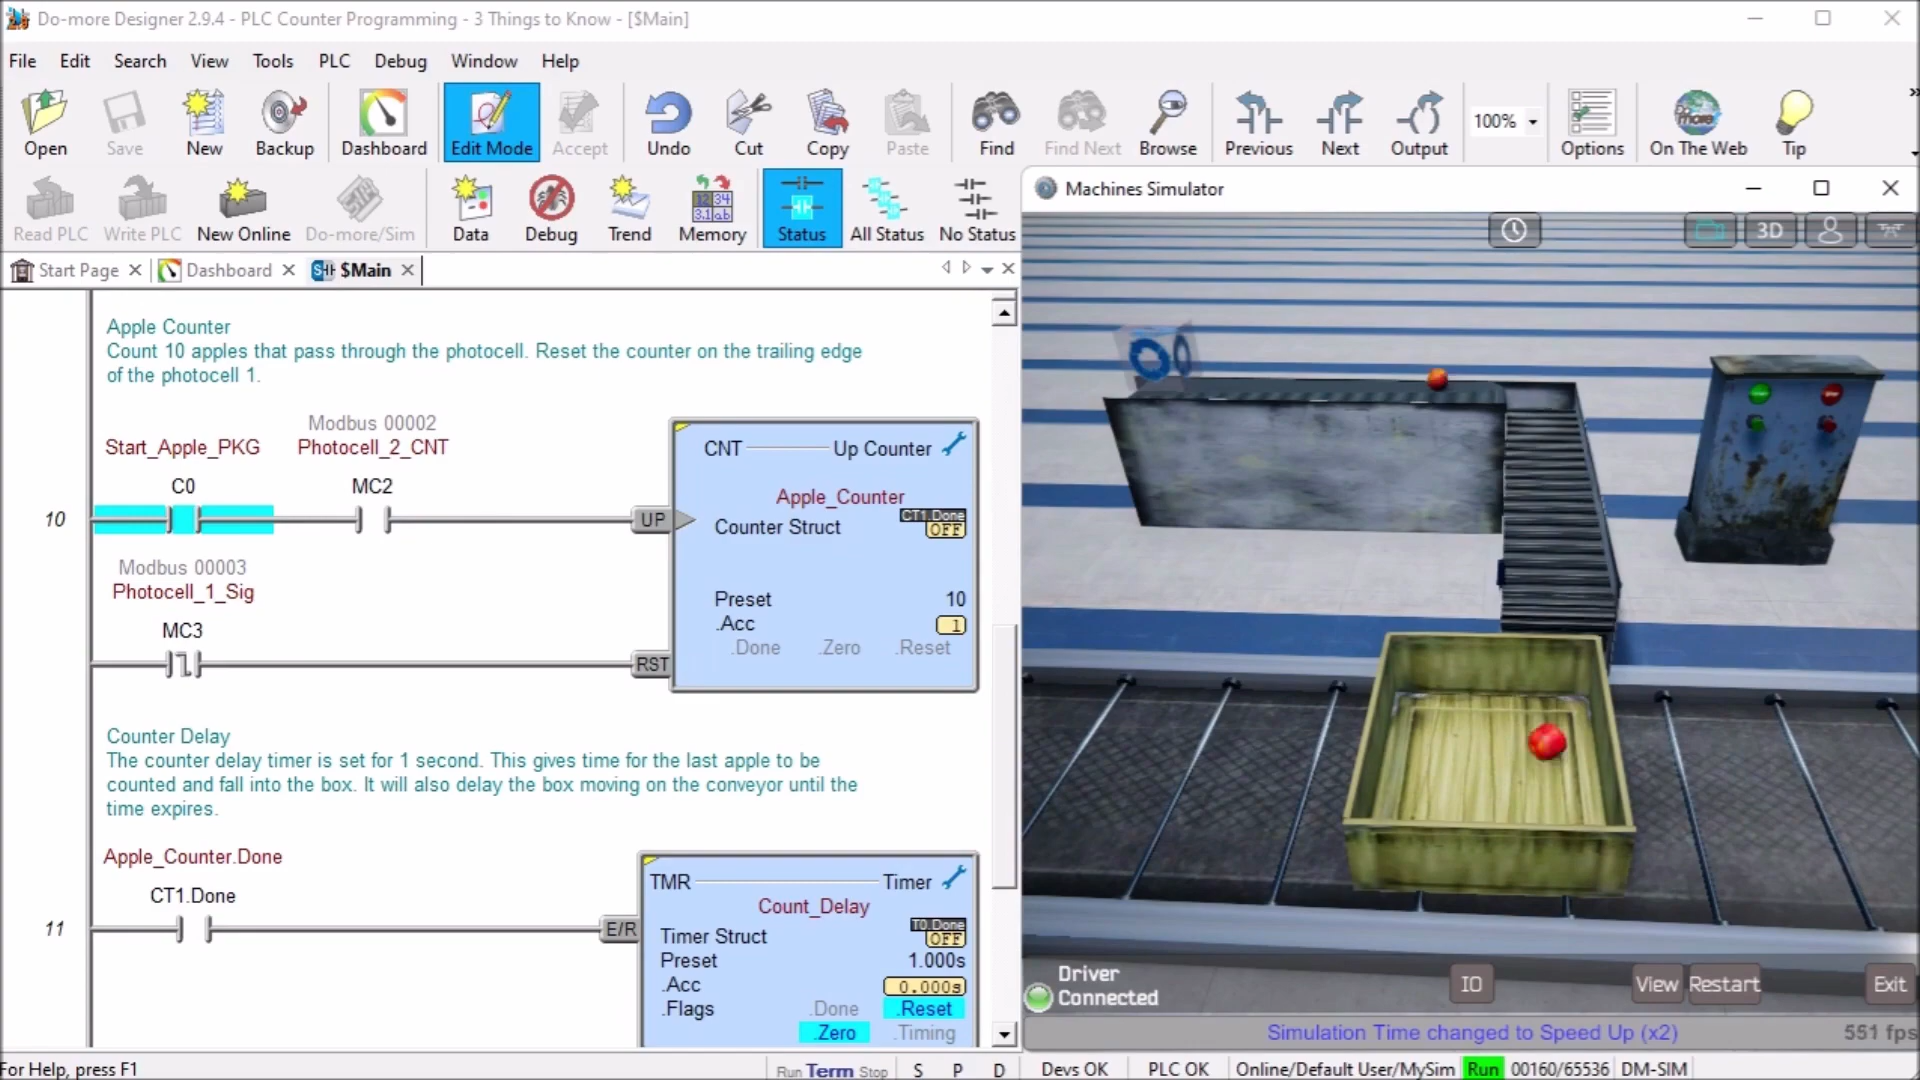 Do-more Designer 2.9.4 - PLC Counter Programming - 3 Things to Know - [$Main]
File Edit Search View Tools PLC Debug Window Help
Open Save New Backup Dashboard Edit Mode Accept Undo Cut Copy Paste Find Find Next Browse Previous Next Output 100% Options On The Web Tip
Read PLC Write PLC New Online Do-more/Sim Data Debug Trend Memory Status All Status No Status
Start Page Dashboard $Main
Apple Counter
Count 10 apples that pass through the photocell. Reset the counter on the trailing edge
of the photocell 1.
Modbus 00002
Start_Apple_PKG Photocell_2_CNT
C0 MC2
10
UP
CNT Up Counter
Apple_Counter
CT1.Done
Counter Struct OFF
Preset 10
.Acc 1
.Done .Zero .Reset
Modbus 00003
Photocell_1_Sig
MC3
RST
Counter Delay
The counter delay timer is set for 1 second. This gives time for the last apple to be
counted and fall into the box. It will also delay the box moving on the conveyor until the
time expires.
Apple_Counter.Done
CT1.Done
11
E/R
TMR Timer
Count_Delay
T0.Done
Timer Struct OFF
Preset 1.000s
.Acc 0.000s
.Flags .Done .Reset
.Zero .Timing
Machines Simulator
3D
Driver
Connected
IO View Restart Exit
Simulation Time changed to Speed Up (x2) 551 fps
For Help, press F1
Run Term Stop S P D Devs OK PLC OK Online/Default User/MySim Run 00160/65536 DM-SIM